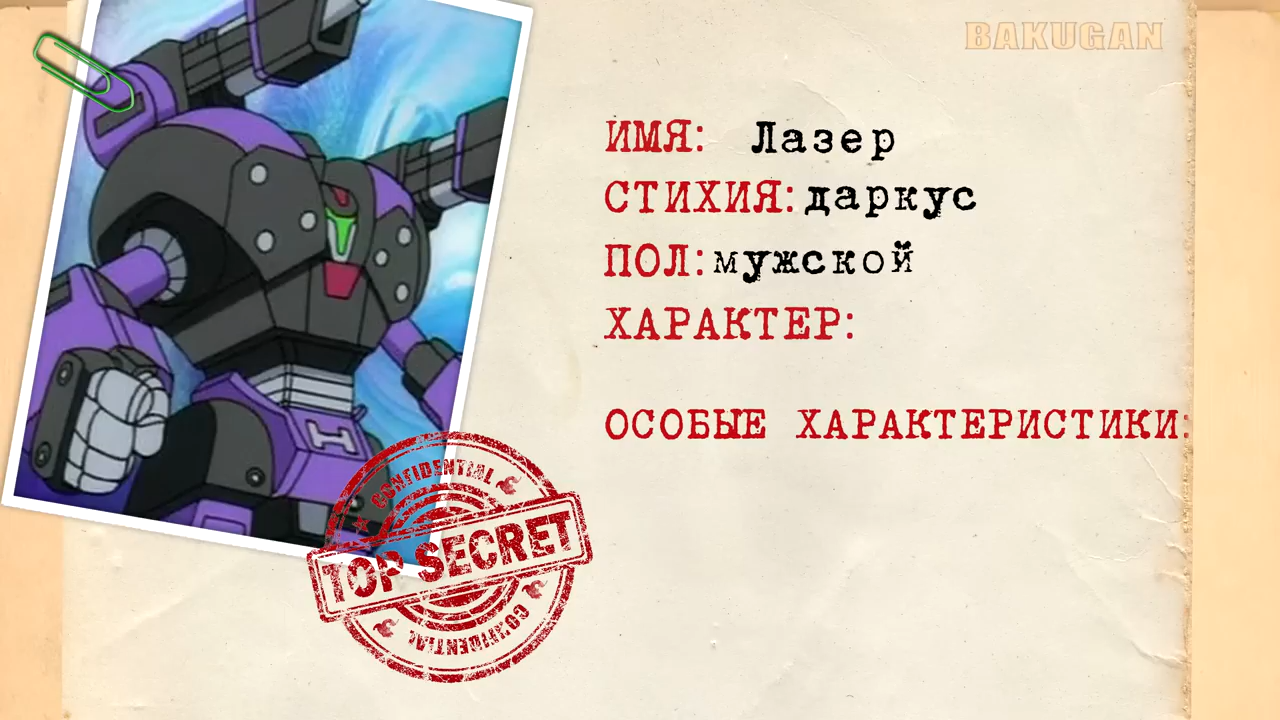 BAKUGAN
ИМЯ: Лазер
СТИХИЯ: даркус
ПОЛ: мужской
ХАРАКТЕР:
ОСОБЫЕ ХАРАКТЕРИСТИКИ:
CONFIDENTIAL
TOP SECRET
CONFIDENTIAL